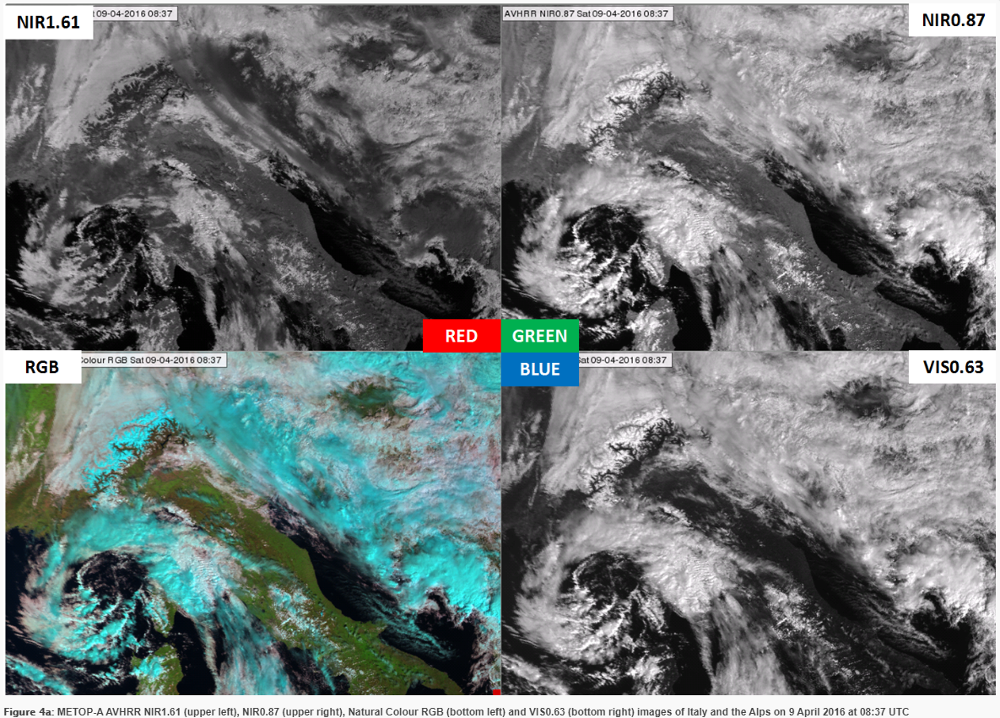 NIR1.61
t 09-04-2016 08:37
AVHRR NIR0.87 Sat 09-04-2016 08:37
NIR0.87
RED
GREEN
BLUE
RGB
Colour RGB Sat 09-04-2016 08:37
Sat 09-04-2016 08:37
VIS0.63
Figure 4a: METOP-A AVHRR NIR1.61 (upper left), NIR0.87 (upper right), Natural Colour RGB (bottom left) and VIS0.63 (bottom right) images of Italy and the Alps on 9 April 2016 at 08:37 UTC